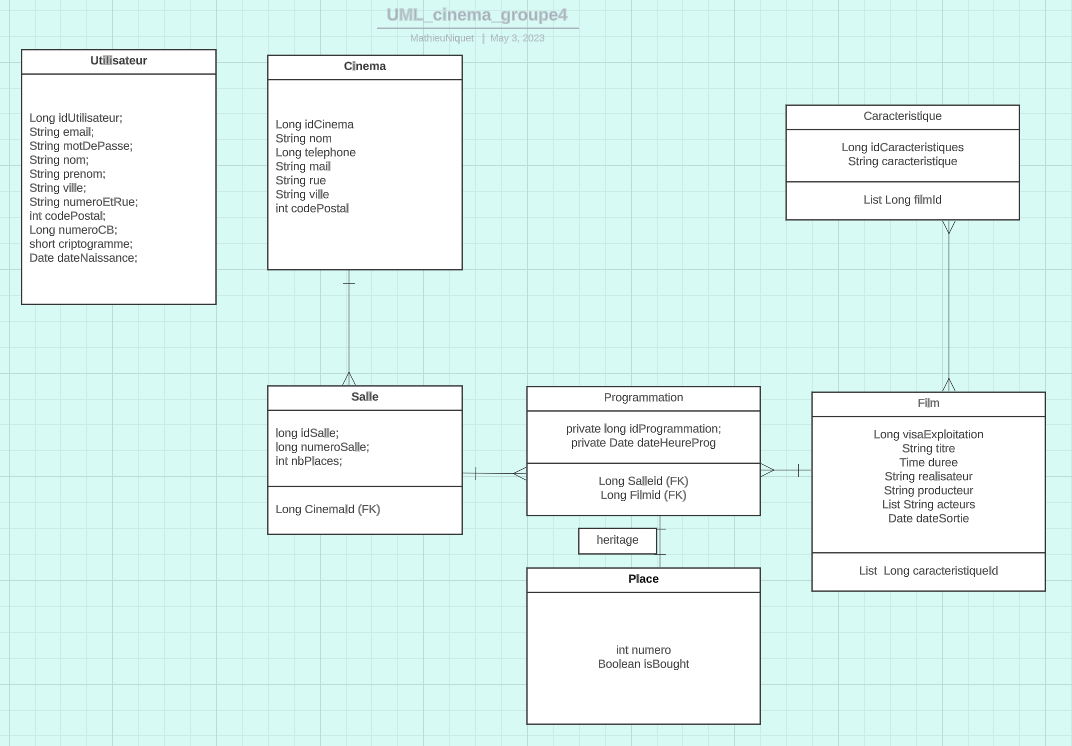 UML_cinema_groupe4
MathieuNiquet | May 3, 2023
Utilisateur
Long idUtilisateur;
String email;
String motDePasse;
String nom;
String prenom;
String ville;
String numeroEtRue;
int codePostal;
Long numeroCB;
short criptogramme;
Date dateNaissance;
Cinema
Long idCinema
String nom
Long telephone
String mail
String rue
String ville
int codePostal
Caracteristique
Long idCaracteristiques
String caracteristique
List Long filmId
Salle
long idSalle;
long numeroSalle;
int nbPlaces;
Long CinemaId (FK)
Programmation
private long idProgrammation;
private Date dateHeureProg
Long Salleid (FK)
Long Filmid (FK)
Film
Long visaExploitation
String titre
Time duree
String realisateur
String producteur
List String acteurs
Date dateSortie
List Long caracteristiqueId
heritage
Place
int numero
Boolean isBought